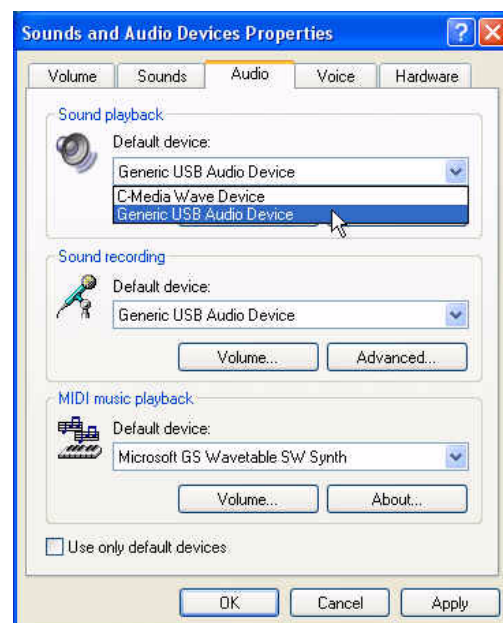 Sounds and Audio Devices Properties
Volume Sounds Audio Voice Hardware
Sound playback
Default device:
Generic USB Audio Device
C-Media Wave Device
Generic USB Audio Device
Sound recording
Default device:
Generic USB Audio Device
Volume... Advanced...
MIDI music playback
Default device:
Microsoft GS Wavetable SW Synth
Volume... About...
Use only default devices
OK Cancel Apply